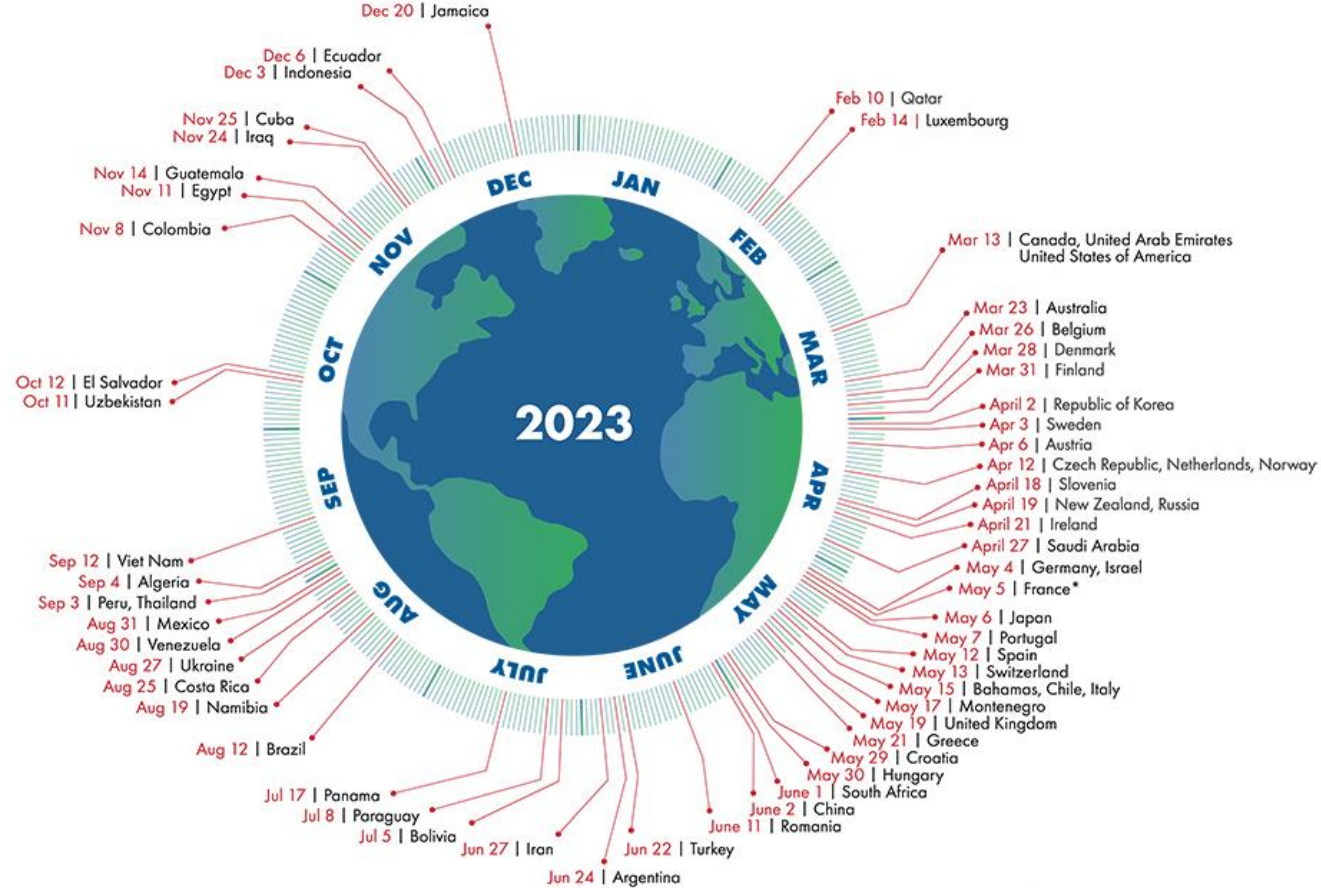 Dec 20 | Jamaica
Dec 6 | Ecuador
Dec 3 | Indonesia
Nov 25 | Cuba
Nov 24 | Iraq
Nov 14 | Guatemala
Nov 11 | Egypt
Nov 8 | Colombia
Oct 12 | El Salvador
Oct 11 | Uzbekistan
Sep 12 | Viet Nam
Sep 4 | Algeria
Sep 3 | Peru, Thailand
Aug 31 | Mexico
Aug 30 | Venezuela
Aug 27 | Ukraine
Aug 25 | Costa Rica
Aug 19 | Namibia
Aug 12 | Brazil
Jul 17 | Panama
Jul 8 | Paraguay
Jul 5 | Bolivia
Jun 27 | Iran
Jun 24 | Argentina
Jun 22 | Turkey
Feb 10 | Qatar
Feb 14 | Luxembourg
Mar 13 | Canada, United Arab Emirates
United States of America
Mar 23 | Australia
Mar 26 | Belgium
Mar 28 | Denmark
Mar 31 | Finland
April 2 | Republic of Korea
Apr 3 | Sweden
Apr 6 | Austria
Apr 12 | Czech Republic, Netherlands, Norway
April 18 | Slovenia
April 19 | New Zealand, Russia
April 21 | Ireland
April 27 | Saudi Arabia
May 4 | Germany, Israel
May 5 | France*
May 6 | Japan
May 7 | Portugal
May 12 | Spain
May 13 | Switzerland
May 15 | Bahamas, Chile, Italy
May 17 | Montenegro
May 19 | United Kingdom
May 21 | Greece
May 29 | Croatia
May 30 | Hungary
June 1 | South Africa
June 2 | China
June 11 | Romania
JAN
FEB
MAR
APR
MAY
JUNE
JULY
AUG
SEP
OCT
NOV
DEC
2023